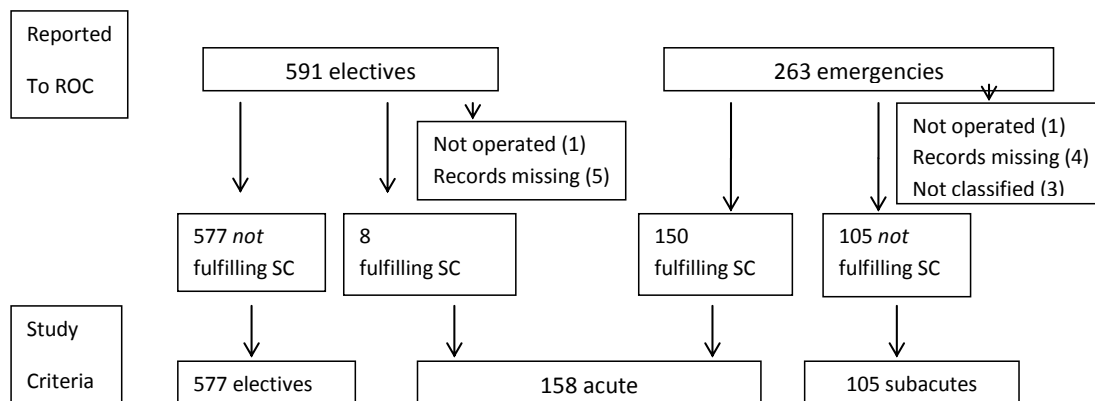 Reported
To ROC
591 electives
263 emergencies
Not operated (1)
Records missing (5)
Not operated (1)
Records missing (4)
Not classified (3)
577 not
fulfilling SC
8
fulfilling SC
150
fulfilling SC
105 not
fulfilling SC
Study
Criteria
577 electives
158 acute
105 subacutes